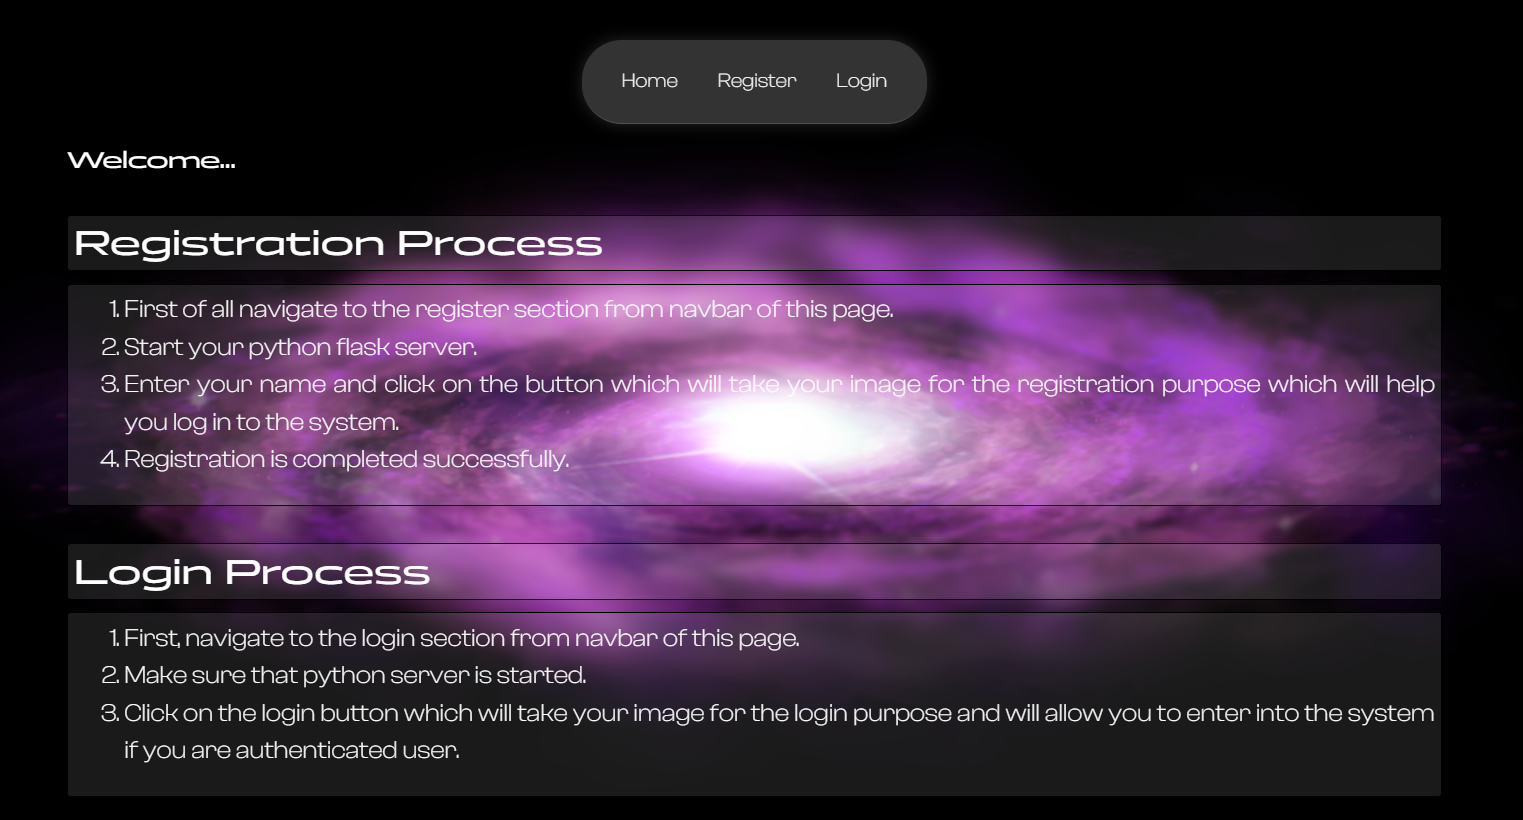 Home Register Login
Welcome...
Registration Process
1. First of all navigate to the register section from navbar of this page.
2. Start your python flask server.
3. Enter your name and click on the button which will take your image for the registration purpose which will help
you log in to the system.
4. Registration is completed successfully.
Login Process
1. First, navigate to the login section from navbar of this page.
2. Make sure that python server is started.
3. Click on the login button which will take your image for the login purpose and will allow you to enter into the system
if you are authenticated user.